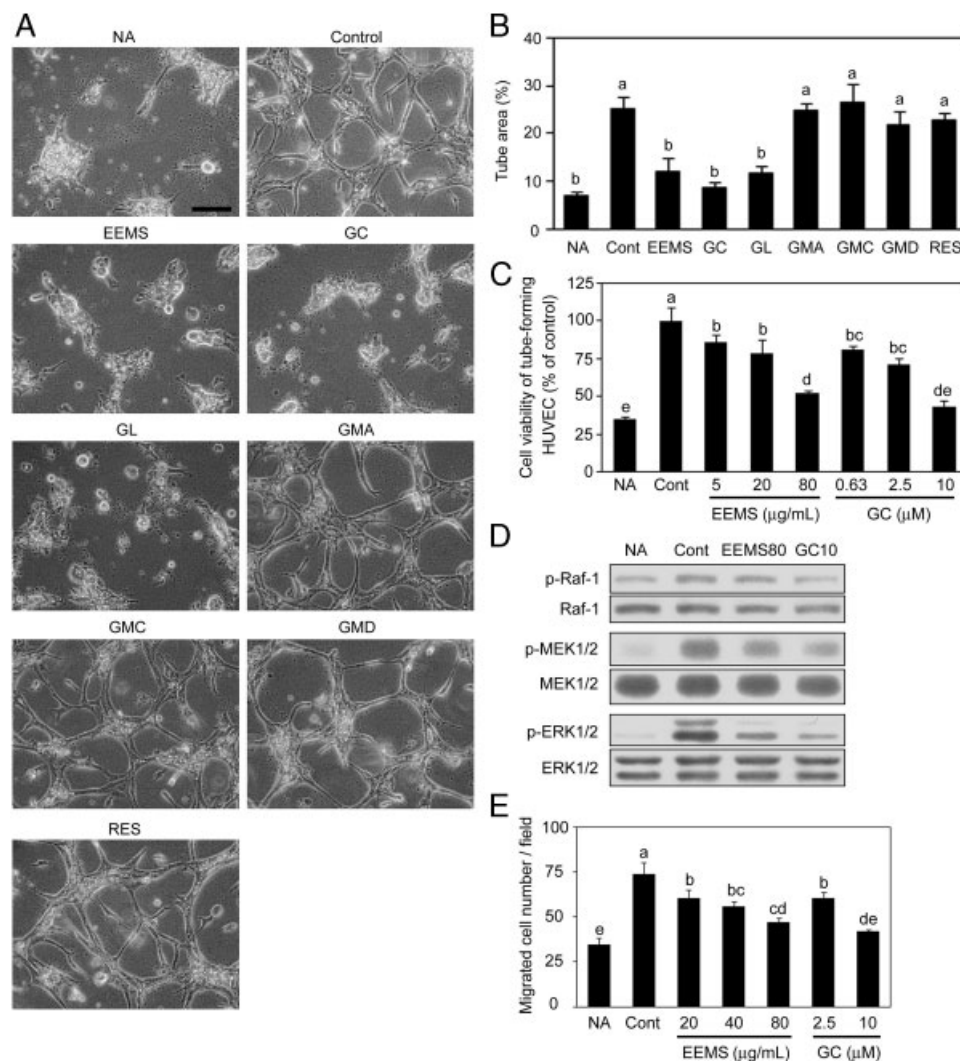 A
NA
Control
EEMS
GC
GL
GMA
GMC
GMD
RES
B
Tube area (%)
40
30
20
10
0
b
a
b
b
b
a
a
a
a
NA Cont EEMS GC GL GMA GMC GMD RES
C
Cell viability of tube-forming
HUVEC (% of control)
125
100
75
50
25
0
e
a
b
b
d
bc
bc
de
NA Cont 5 20 80 0.63 2.5 10
EEMS (μg/mL) GC (μM)
D
NA Cont EEMS80 GC10
p-Raf-1
Raf-1
p-MEK1/2
MEK1/2
p-ERK1/2
ERK1/2
E
Migrated cell number / field
100
75
50
25
0
e
a
b
bc
cd
b
de
NA Cont 20 40 80 2.5 10
EEMS (μg/mL) GC (μM)